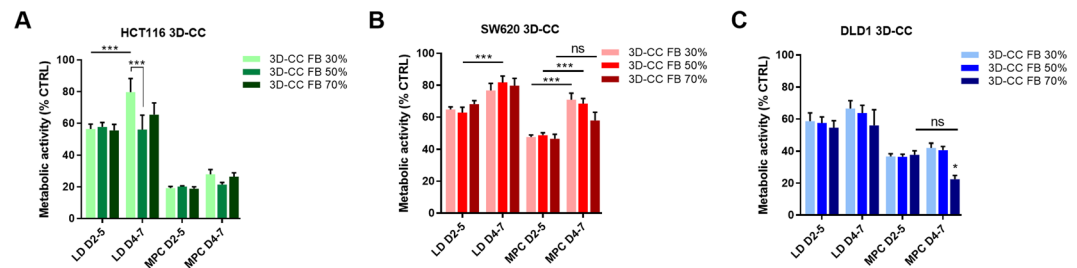 A
HCT116 3D-CC
Metabolic activity (% CTRL)
100
80
60
40
20
0
***
***
3D-CC FB 30%
3D-CC FB 50%
3D-CC FB 70%
LD D2-5
LD D4-7
MPC D2-5
MPC D4-7
B
SW620 3D-CC
Metabolic activity (% CTRL)
100
80
60
40
20
0
***
ns
***
***
3D-CC FB 30%
3D-CC FB 50%
3D-CC FB 70%
LD D2-5
LD D4-7
MPC D2-5
MPC D4-7
C
DLD1 3D-CC
Metabolic activity (% CTRL)
100
80
60
40
20
0
ns
*
3D-CC FB 30%
3D-CC FB 50%
3D-CC FB 70%
LD D2-5
LD D4-7
MPC D2-5
MPC D4-7